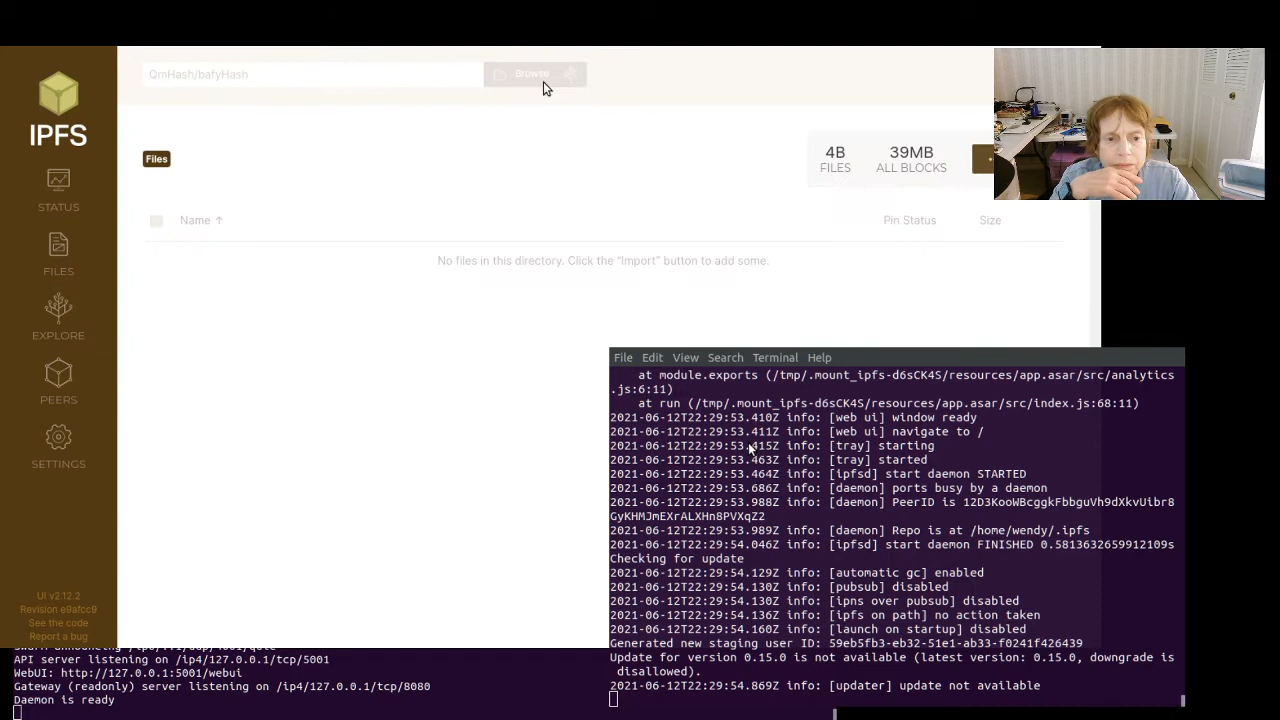 IPFS
STATUS
FILES
EXPLORE
PEERS
SETTINGS
UI v2.12.2
Revision e9afcc9
See the code
Report a bug
QmHash/bafyHash
Browse
Files
4B
FILES
39MB
ALL BLOCKS
Name ↑
Pin Status
Size
No files in this directory. Click the “Import” button to add some.
File Edit View Search Terminal Help
at module.exports (/tmp/.mount_ipfs-d6sCK4S/resources/app.asar/src/analytics
.js:6:11)
at run (/tmp/.mount_ipfs-d6sCK4S/resources/app.asar/src/index.js:68:11)
2021-06-12T22:29:53.410Z info: [web ui] window ready
2021-06-12T22:29:53.411Z info: [web ui] navigate to /
2021-06-12T22:29:53.415Z info: [tray] starting
2021-06-12T22:29:53.463Z info: [tray] started
2021-06-12T22:29:53.464Z info: [ipfsd] start daemon STARTED
2021-06-12T22:29:53.686Z info: [daemon] ports busy by a daemon
2021-06-12T22:29:53.988Z info: [daemon] PeerID is 12D3KooWBcggkFbbguVh9dXkvUibr8
GyKHMJmEXrALXHn8PVXqZ2
2021-06-12T22:29:53.989Z info: [daemon] Repo is at /home/wendy/.ipfs
2021-06-12T22:29:54.046Z info: [ipfsd] start daemon FINISHED 0.5813632659912109s
Checking for update
2021-06-12T22:29:54.129Z info: [automatic gc] enabled
2021-06-12T22:29:54.130Z info: [pubsub] disabled
2021-06-12T22:29:54.130Z info: [ipns over pubsub] disabled
2021-06-12T22:29:54.136Z info: [ipfs on path] no action taken
2021-06-12T22:29:54.160Z info: [launch on startup] disabled
Generated new staging user ID: 59eb5fb3-eb32-51e1-ab33-f0241f426439
Update for version 0.15.0 is not available (latest version: 0.15.0, downgrade is
disallowed).
2021-06-12T22:29:54.869Z info: [updater] update not available
API server listening on /ip4/127.0.0.1/tcp/5001
WebUI: http://127.0.0.1:5001/webui
Gateway (readonly) server listening on /ip4/127.0.0.1/tcp/8080
Daemon is ready